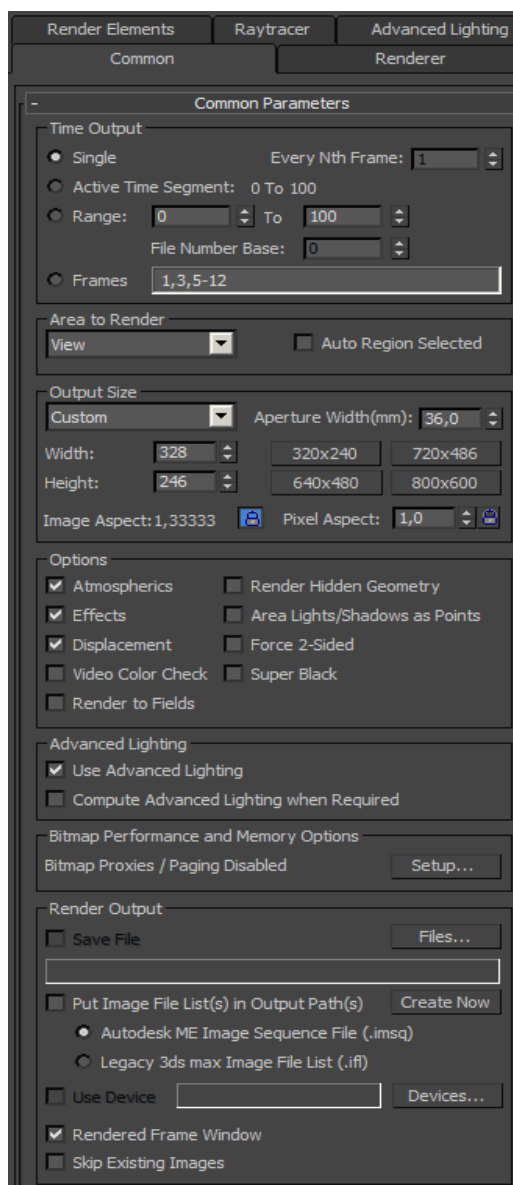 Render Elements Raytracer Advanced Lighting
Common Renderer
- Common Parameters
Time Output
Single Every Nth Frame: 1
Active Time Segment: 0 To 100
Range: 0 To 100
File Number Base: 0
Frames 1,3,5-12
Area to Render
View Auto Region Selected
Output Size
Custom Aperture Width(mm): 36,0
Width: 328 320x240 720x486
Height: 246 640x480 800x600
Image Aspect: 1,33333 Pixel Aspect: 1,0
Options
Atmospherics Render Hidden Geometry
Effects Area Lights/Shadows as Points
Displacement Force 2-Sided
Video Color Check Super Black
Render to Fields
Advanced Lighting
Use Advanced Lighting
Compute Advanced Lighting when Required
Bitmap Performance and Memory Options
Bitmap Proxies / Paging Disabled Setup...
Render Output
Save File Files...
Put Image File List(s) in Output Path(s) Create Now
Autodesk ME Image Sequence File (.imsq)
Legacy 3ds max Image File List (.ifl)
Use Device Devices...
Rendered Frame Window
Skip Existing Images